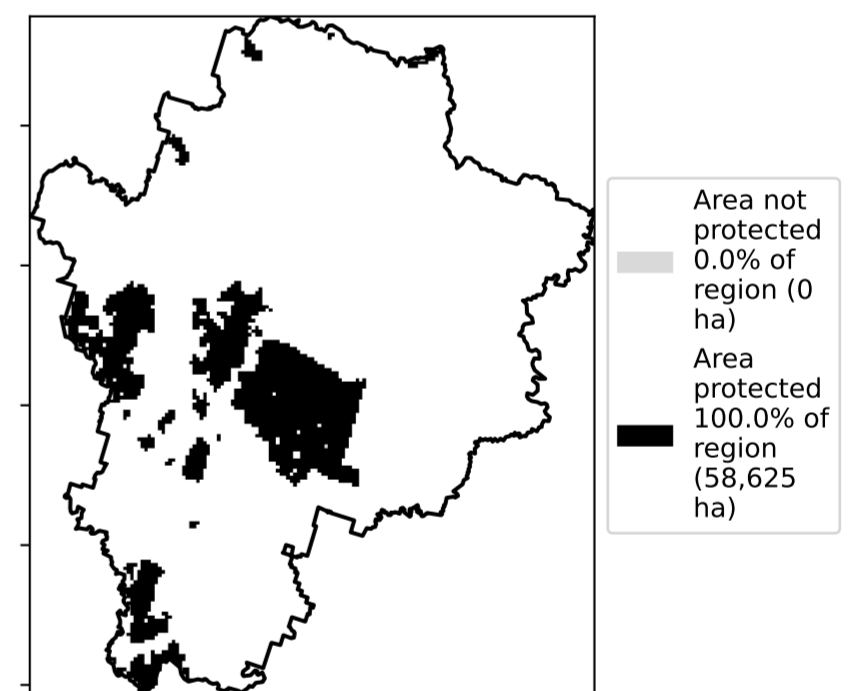 Area not
protected
0.0% of
region (0
ha)
Area
protected
100.0% of
region
(58,625
ha)